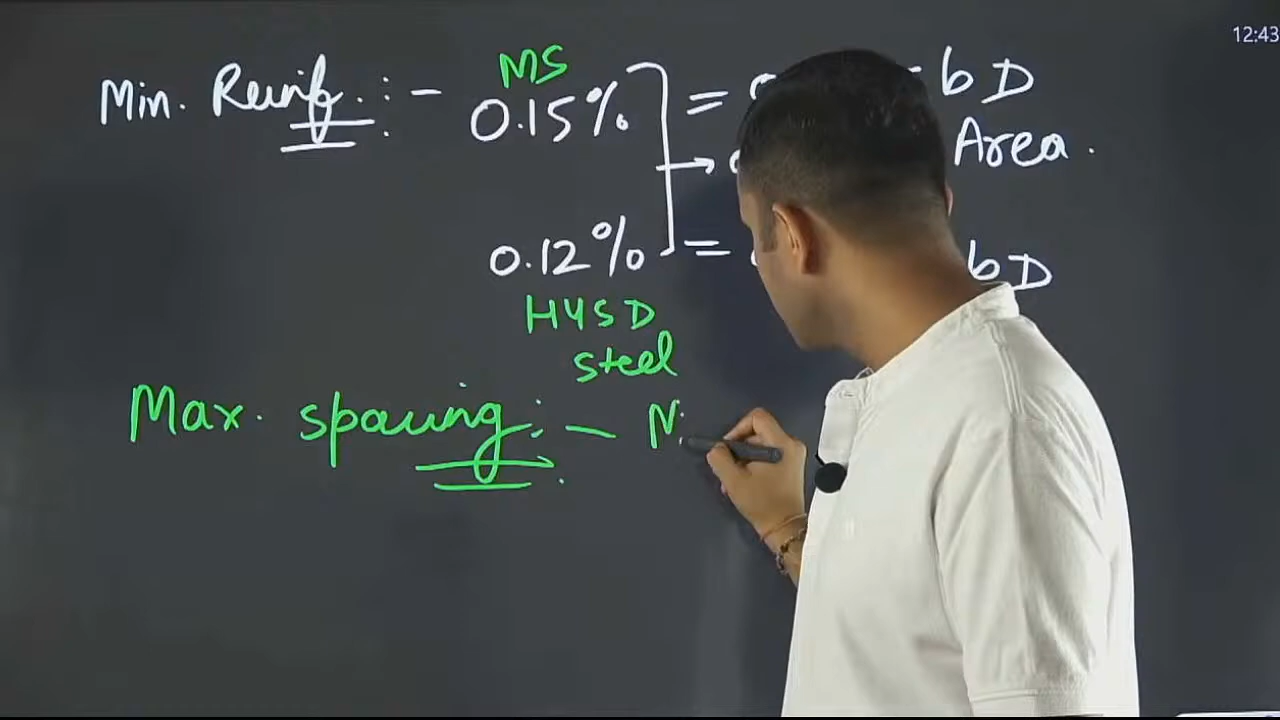 12:43
MS
Min. Reinf. :- 0.15% = bD
Area.
0.12% = bD
HYSD
steel
Max. spacing :- N